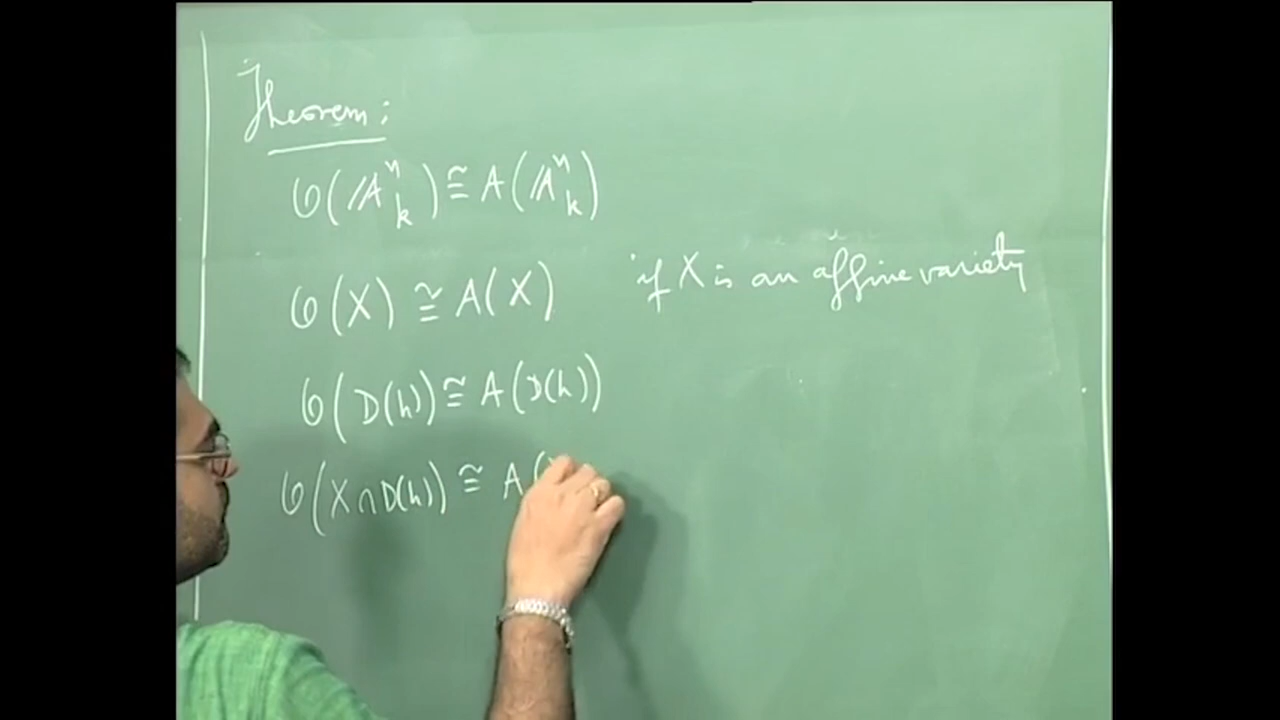 Theorem:
𝒪(𝔸ⁿₖ) ≅ A(𝔸ⁿₖ)
𝒪(X) ≅ A(X) if X is an affine variety
𝒪(D(h)) ≅ A(D(h))
𝒪(X∩D(h)) ≅ A(